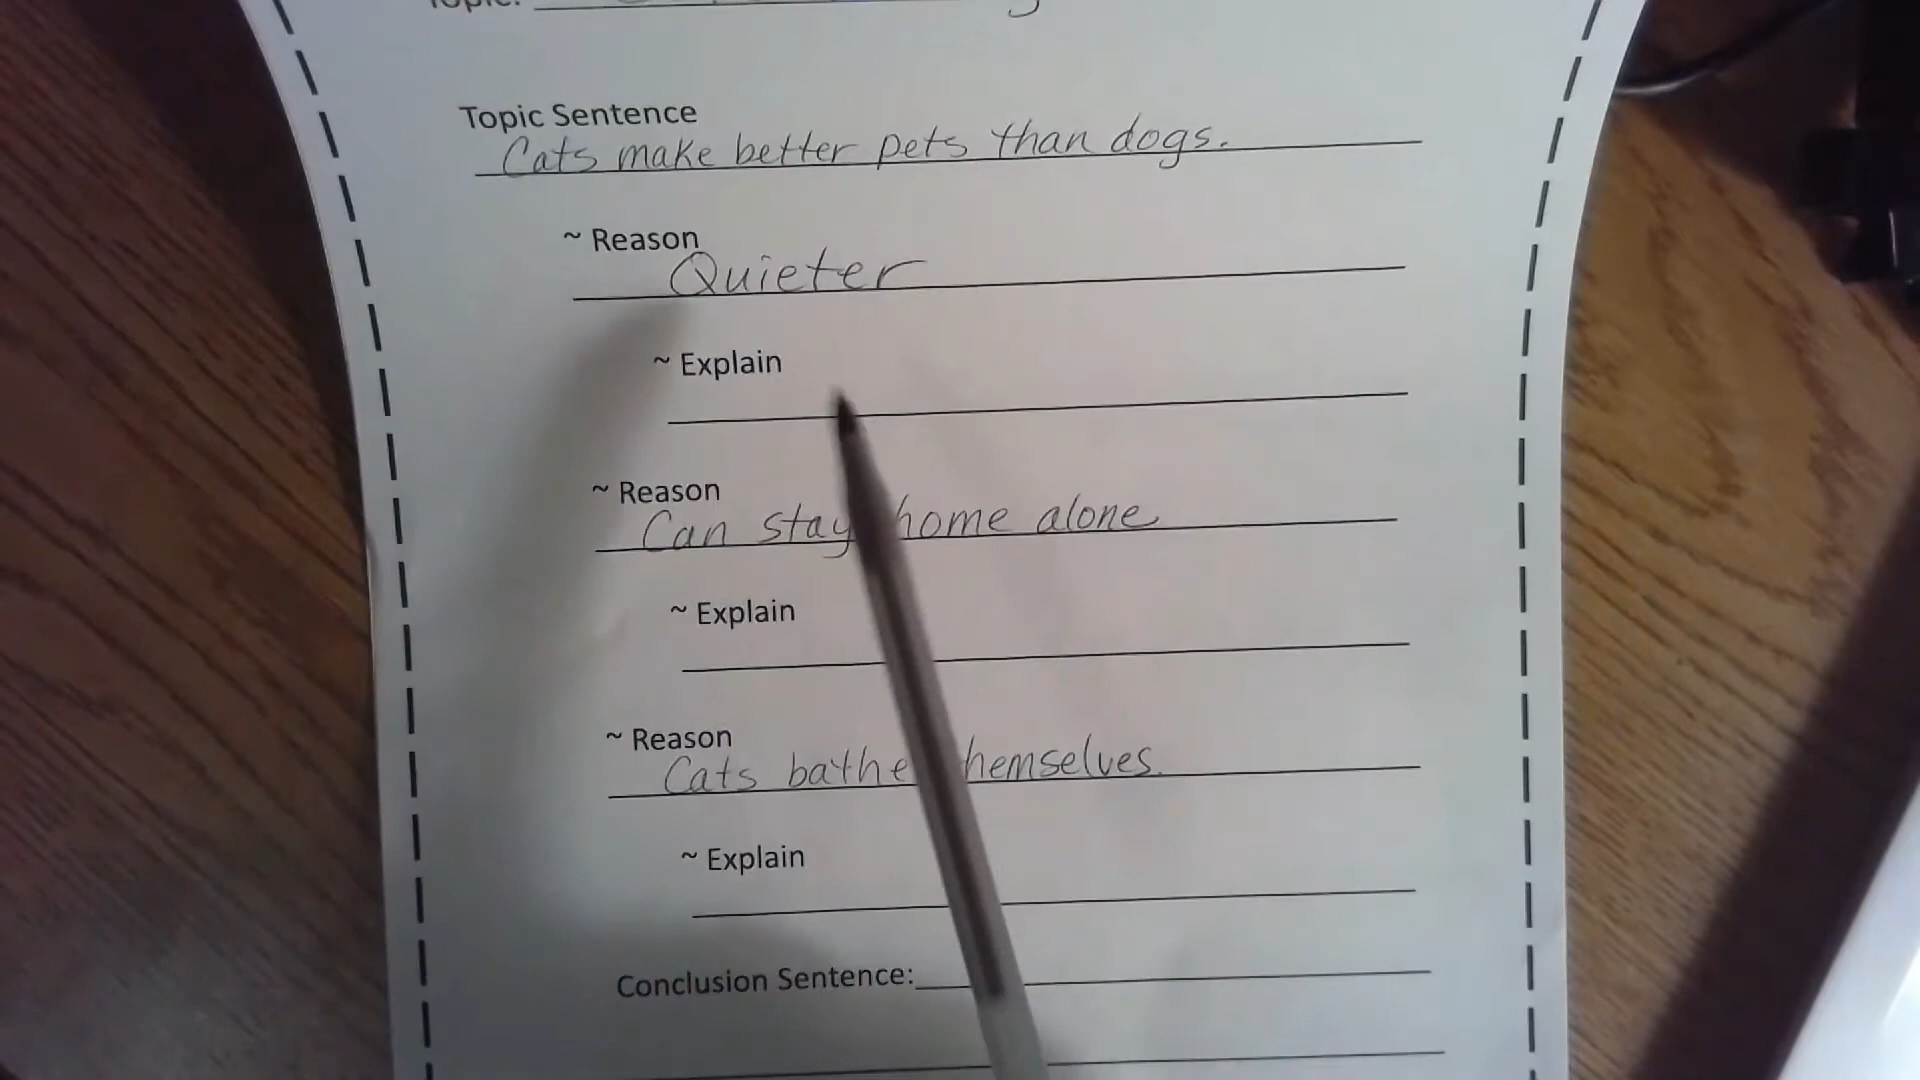 Topic:
Topic Sentence
Cats make better pets than dogs.
~ Reason
Quieter
~ Explain
~ Reason
Can stay home alone
~ Explain
~ Reason
Cats bathe themselves.
~ Explain
Conclusion Sentence: